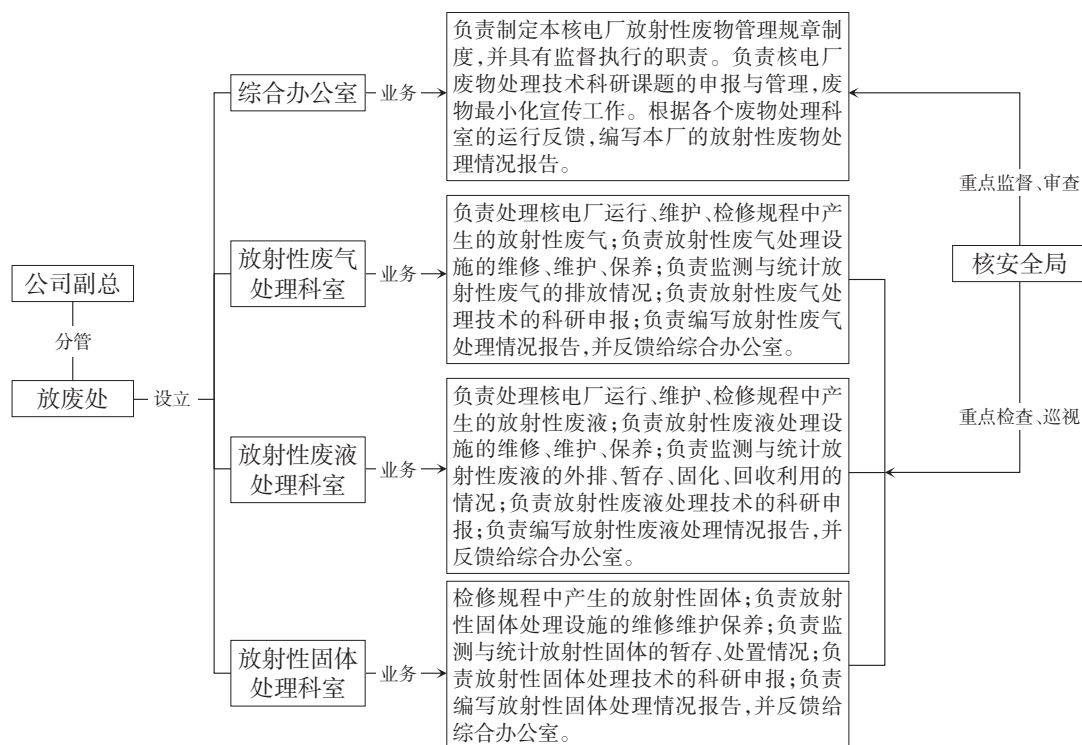 公司副总
分管
放废处
设立
综合办公室
业务
负责制定本核电厂放射性废物管理规章制
度,并具有监督执行的职责。负责核电厂
废物处理技术科研课题的申报与管理,废
物最小化宣传工作。根据各个废物处理科
室的运行反馈,编写本厂的放射性废物处
理情况报告。
放射性废气
处理科室
业务
负责处理核电厂运行、维护、检修规程中产
生的放射性废气;负责放射性废气处理设
施的维修、维护、保养;负责监测与统计放
射性废气的排放情况;负责放射性废气处
理技术的科研申报;负责编写放射性废气
处理情况报告,并反馈给综合办公室。
放射性废液
处理科室
业务
负责处理核电厂运行、维护、检修规程中产
生的放射性废液;负责放射性废液处理设
施的维修、维护、保养;负责监测与统计放
射性废液的外排、暂存、固化、回收利用的
情况;负责放射性废液处理技术的科研申
报;负责编写放射性废液处理情况报告,并
反馈给综合办公室。
放射性固体
处理科室
业务
检修规程中产生的放射性固体;负责放射
性固体处理设施的维修维护保养;负责监
测与统计放射性固体的暂存、处置情况;负
责放射性固体处理技术的科研申报;负责
编写放射性固体处理情况报告,并反馈给
综合办公室。
重点监督、审查
核安全局
重点检查、巡视